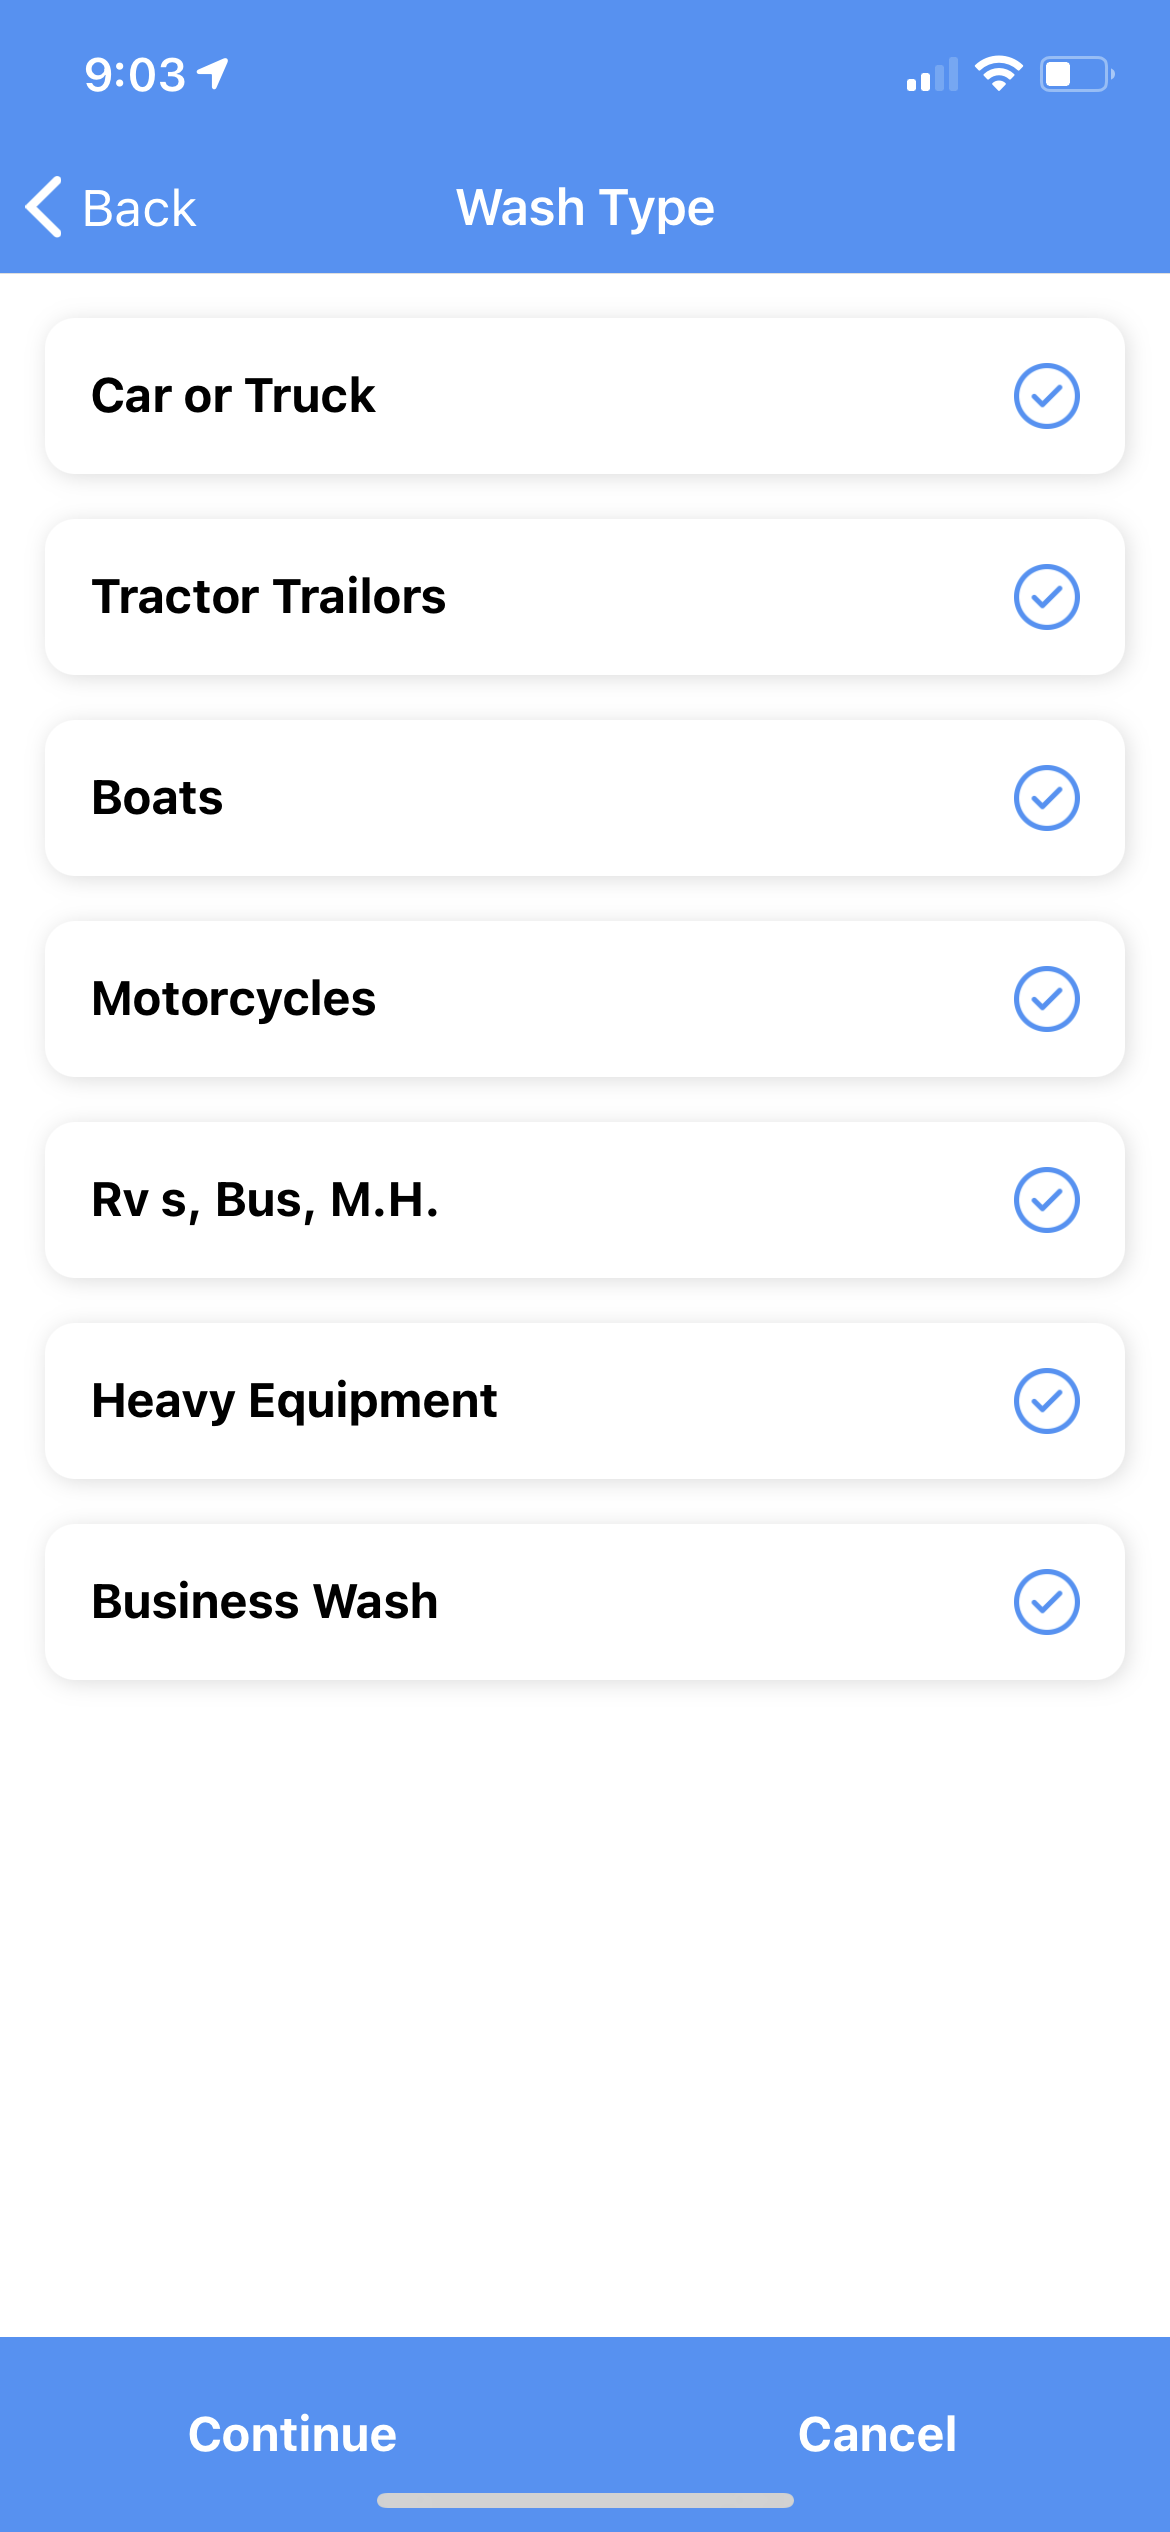 9:03
Back
Wash Type
Car or Truck
Tractor Trailors
Boats
Motorcycles
Rv s, Bus, M.H.
Heavy Equipment
Business Wash
Continue
Cancel